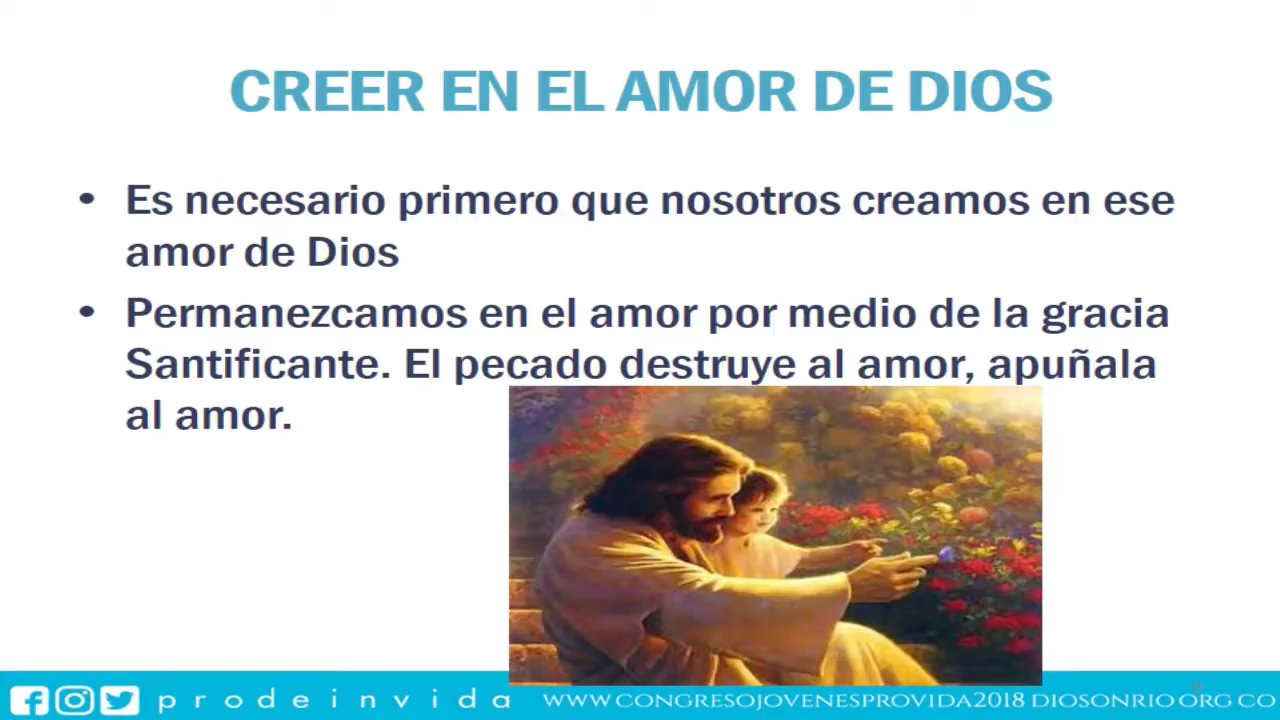 CREER EN EL AMOR DE DIOS
• Es necesario primero que nosotros creamos en ese
amor de Dios
• Permanezcamos en el amor por medio de la gracia
Santificante. El pecado destruye al amor, apuñala
al amor.
prodeinvida WWW.CONGRESOJOVENESPROVIDA2018 DIOSONRIO ORG CO